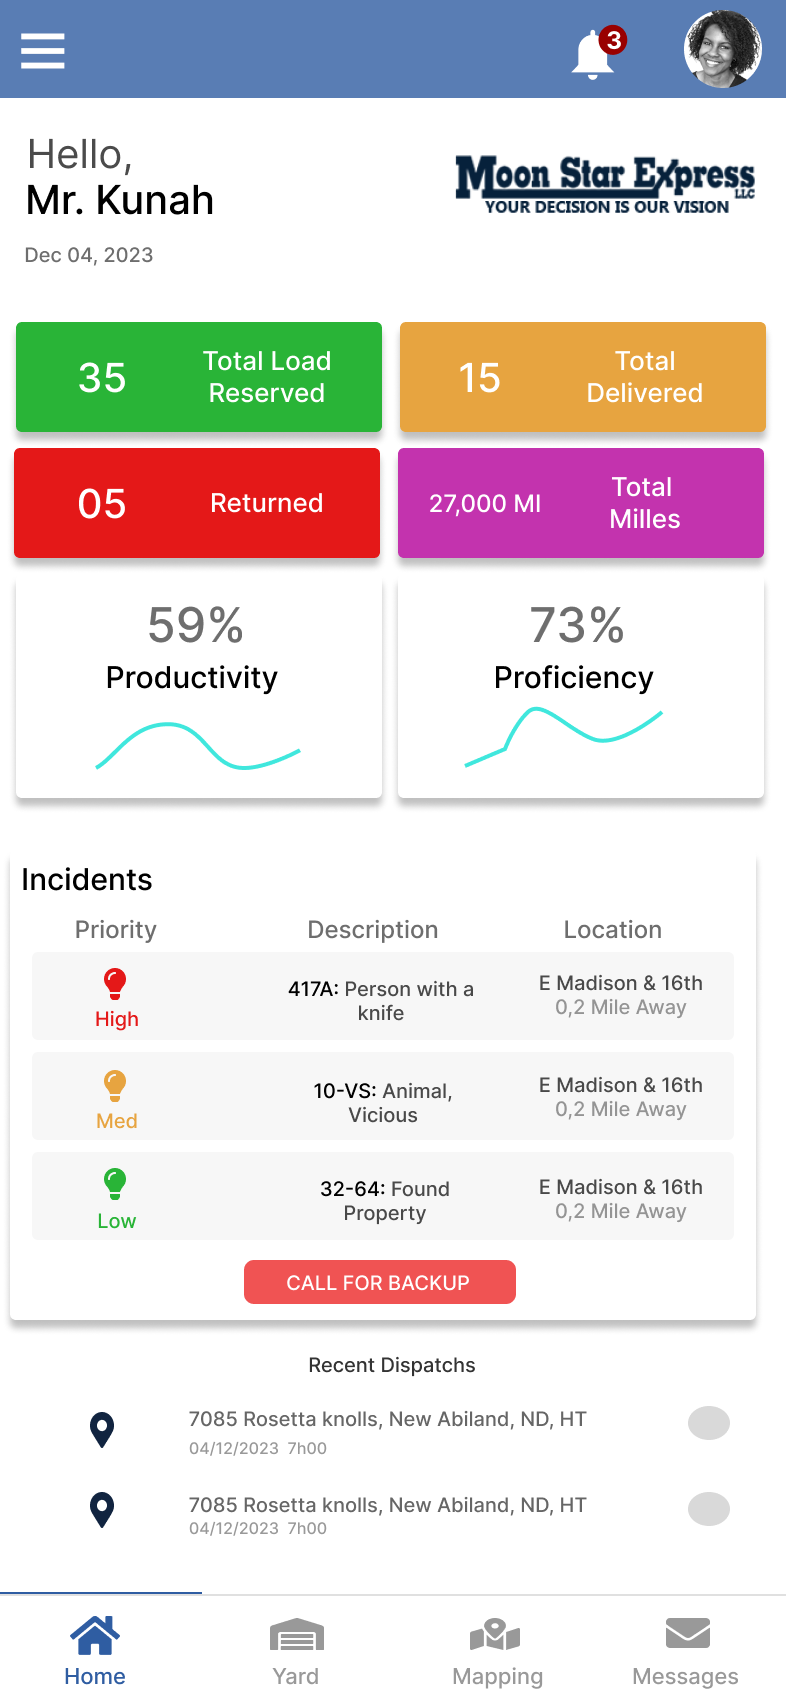 3
Hello,
Mr. Kunah
Dec 04, 2023
Moon Star Express
LLC
YOUR DECISION IS OUR VISION
35
Total Load
Reserved
15
Total
Delivered
05
Returned
27,000 MI
Total
Milles
59%
Productivity
73%
Proficiency
Incidents
Priority Description Location
High
417A: Person with a
knife
E Madison & 16th
0,2 Mile Away
Med
10-VS: Animal,
Vicious
E Madison & 16th
0,2 Mile Away
Low
32-64: Found
Property
E Madison & 16th
0,2 Mile Away
CALL FOR BACKUP
Recent Dispatchs
7085 Rosetta knolls, New Abiland, ND, HT
04/12/2023 7h00
7085 Rosetta knolls, New Abiland, ND, HT
04/12/2023 7h00
Home Yard Mapping Messages